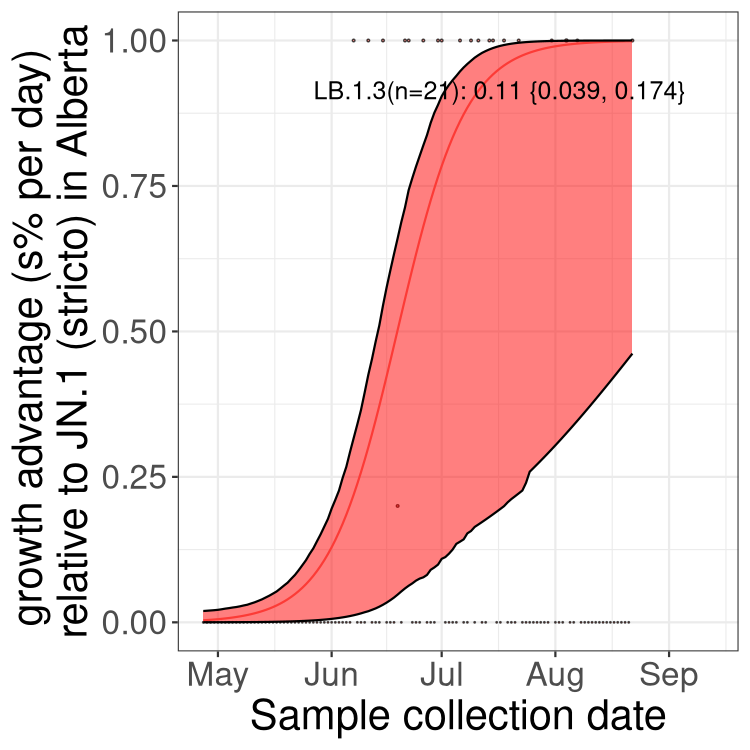 growth advantage (s% per day)
relative to JN.1 (stricto) in Alberta
1.00
0.75
0.50
0.25
0.00
LB.1.3(n=21): 0.11 {0.039, 0.174}
May Jun Jul Aug Sep
Sample collection date